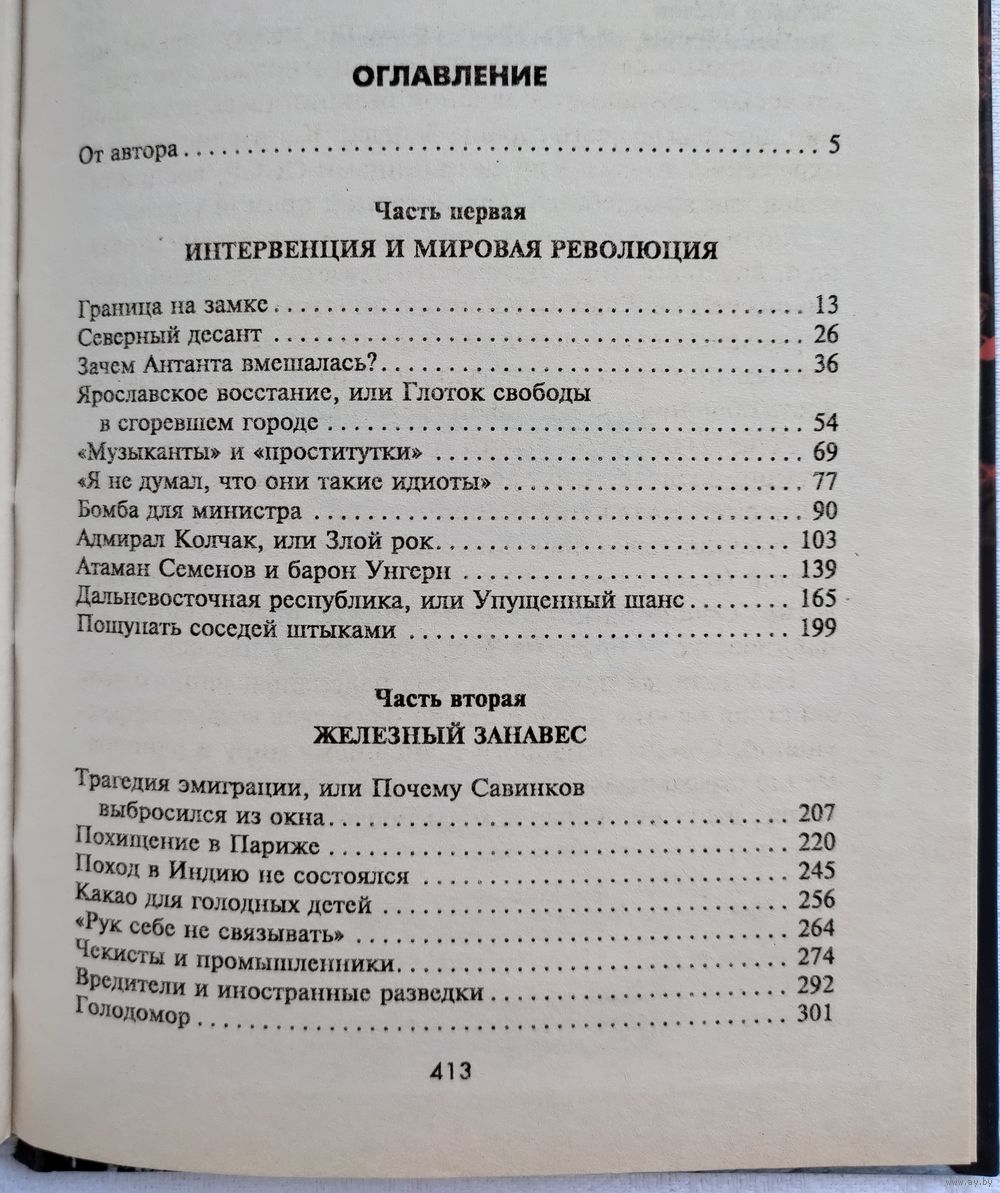 ОГЛАВЛЕНИЕ
От автора ........ 5
Часть первая
ИНТЕРВЕНЦИЯ И МИРОВАЯ РЕВОЛЮЦИЯ
Граница на замке ........ 13
Северный десант ........ 26
Зачем Антанта вмешалась? ........ 36
Ярославское восстание, или Глоток свободы
в сгоревшем городе ........ 54
«Музыканты» и «проститутки» ........ 69
«Я не думал, что они такие идиоты» ........ 77
Бомба для министра ........ 90
Адмирал Колчак, или Злой рок ........ 103
Атаман Семенов и барон Унгерн ........ 139
Дальневосточная республика, или Упущенный шанс ........ 165
Пощупать соседей штыками ........ 199
Часть вторая
ЖЕЛЕЗНЫЙ ЗАНАВЕС
Трагедия эмиграции, или Почему Савинков
выбросился из окна ........ 207
Похищение в Париже ........ 220
Поход в Индию не состоялся ........ 245
Какао для голодных детей ........ 256
«Рук себе не связывать» ........ 264
Чекисты и промышленники ........ 274
Вредители и иностранные разведки ........ 292
Голодомор ........ 301
413
www.ay.by